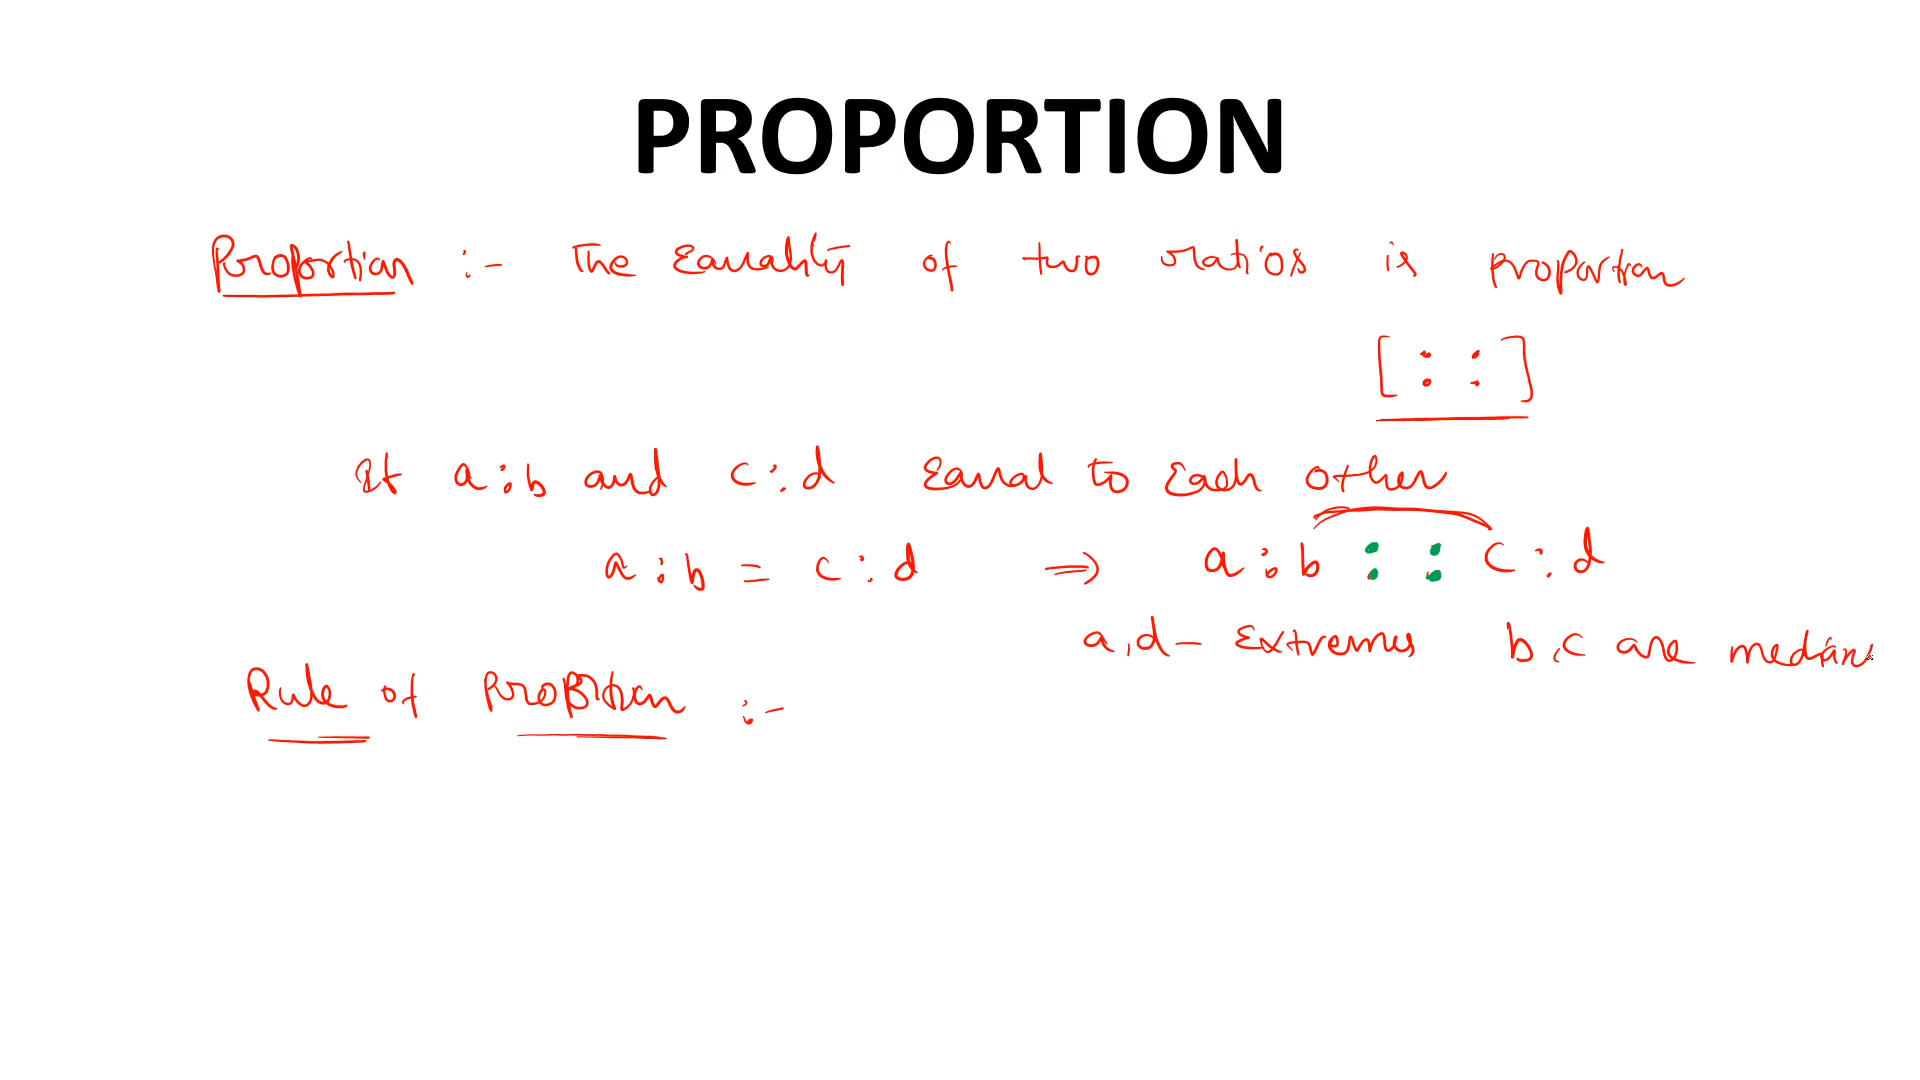 PROPORTION
Proportion :- The Equality of two ratios is proportion
[: :]
If a:b and c:d Equal to Each other
a:b = c:d ⇒ a:b :: c:d
a,d - Extremes b,c are medians
Rule of Proportion :-